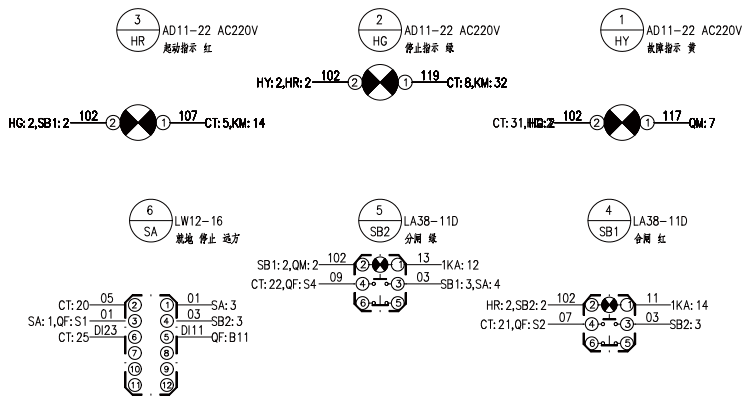 3
HR
AD11-22 AC220V
起动指示 红
2
HG
AD11-22 AC220V
停止指示 绿
1
HY
AD11-22 AC220V
故障指示 黄
HY:2,HR:2 102 2 1 119 CT:8,KM:32
HG:2,SB1:2 102 2 1 107 CT:5,KM:14
CT:31, 102 2 1 117 QM:7
6
SA
LW12-16
就地 停止 远方
5
SB2
LA38-11D
分闸 绿
4
SB1
LA38-11D
合闸 红
SB1:2,QM:2 102 2 1 13 1KA:12
CT:22,QF:S4 09 4 3 03 SB1:3,SA:4
6 5
HR:2,SB2:2 102 2 1 11 1KA:14
CT:21,QF:S2 07 4 3 03 SB2:3
6 5
CT:20 05 2 1 01 SA:3
SA:1,QF:S1 01 3 4 03 SB2:3
CT:25 DI23 6 5 DI11 QF:B11
7 8
10 9
11 12